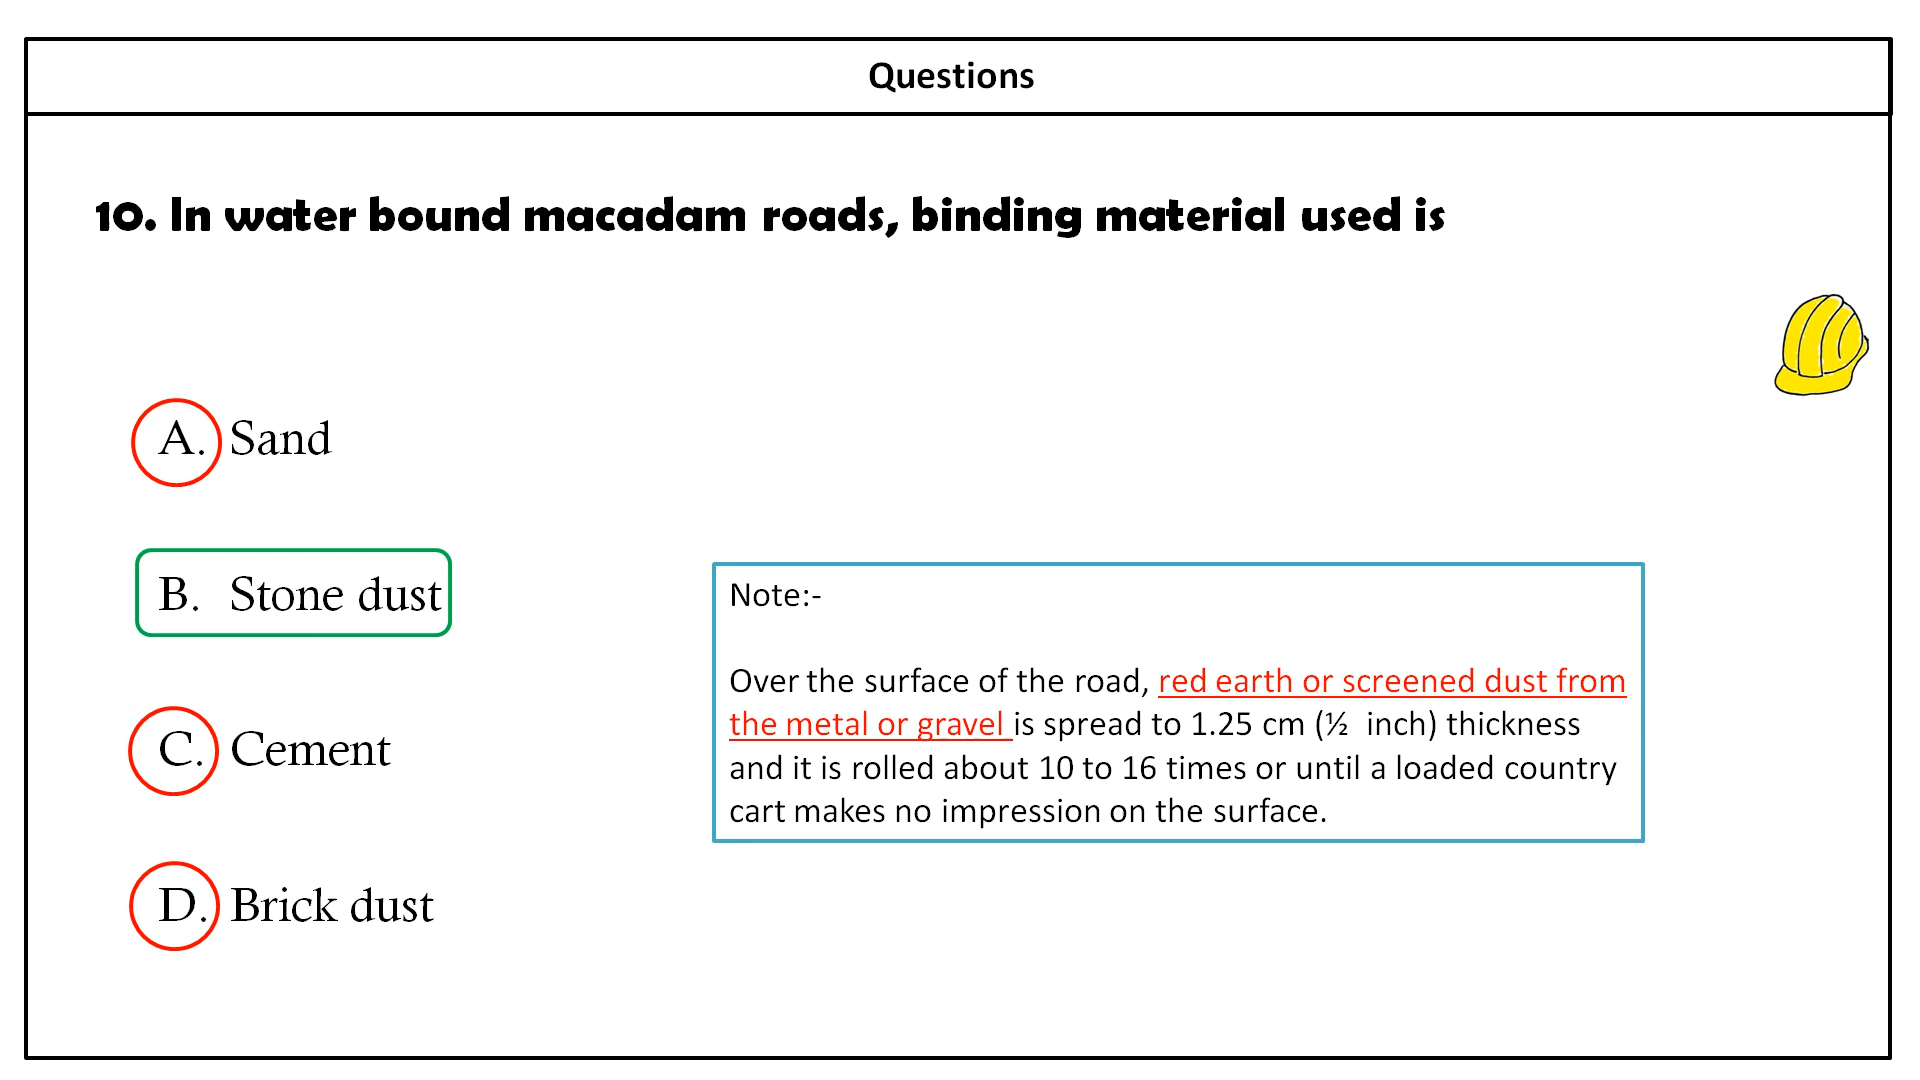 Questions
10. In water bound macadam roads, binding material used is
A. Sand
B. Stone dust
C. Cement
D. Brick dust
Note:-
Over the surface of the road, red earth or screened dust from
the metal or gravel is spread to 1.25 cm (½ inch) thickness
and it is rolled about 10 to 16 times or until a loaded country
cart makes no impression on the surface.